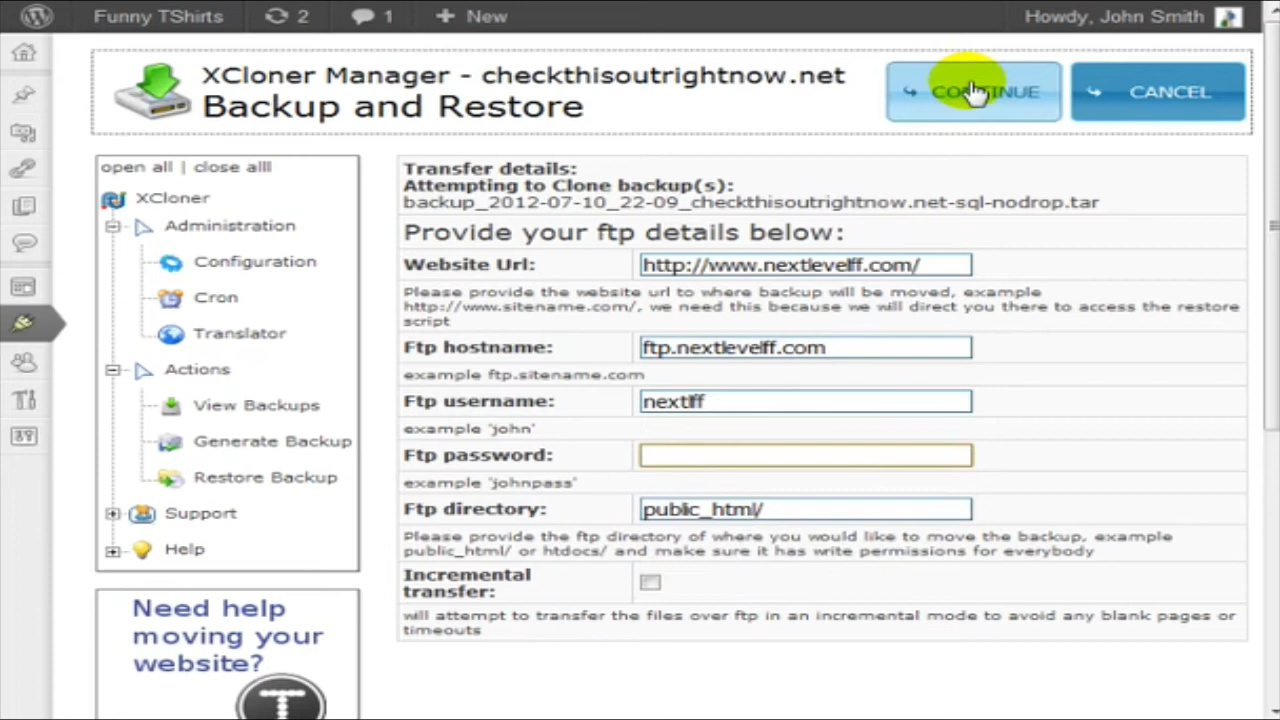 Funny TShirts 2 1 + New Howdy, John Smith
XCloner Manager - checkthisoutrightnow.net
Backup and Restore
CONTINUE
CANCEL
open all | close alll
XCloner
Administration
Configuration
Cron
Translator
Actions
View Backups
Generate Backup
Restore Backup
Support
Help
Need help
moving your
website?
T
Transfer details:
Attempting to Clone backup(s):
backup_2012-07-10_22-09_checkthisoutrightnow.net-sql-nodrop.tar
Provide your ftp details below:
Website Url: http://www.nextlevelff.com/
Please provide the website url to where backup will be moved, example
http://www.sitename.com/, we need this because we will direct you there to access the restore
script
Ftp hostname: ftp.nextlevelff.com
example ftp.sitename.com
Ftp username: nextlff
example 'john'
Ftp password:
example 'johnpass'
Ftp directory: public_html/
Please provide the ftp directory of where you would like to move the backup, example
public_html/ or htdocs/ and make sure it has write permissions for everybody
Incremental
transfer:
will attempt to transfer the files over ftp in an incremental mode to avoid any blank pages or
timeouts